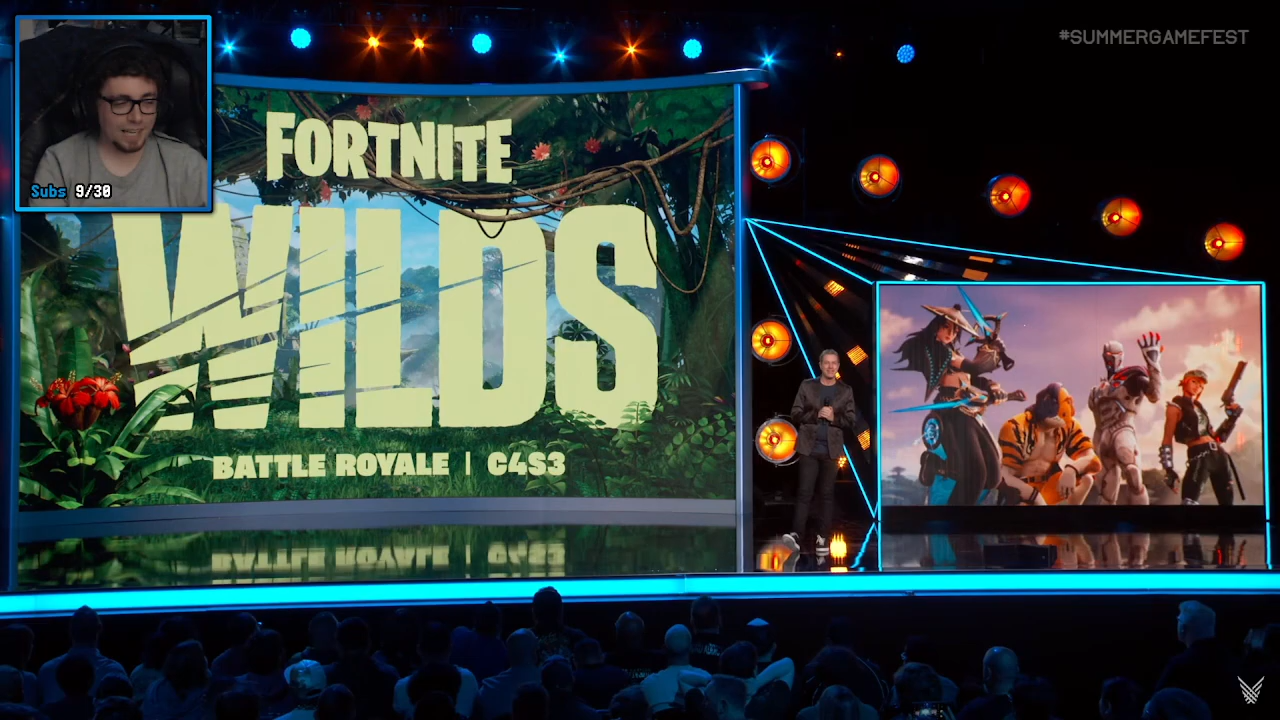 #SUMMERGAMEFEST
Subs 9/30
FORTNITE
WILDS
BATTLE ROYALE | C4S3